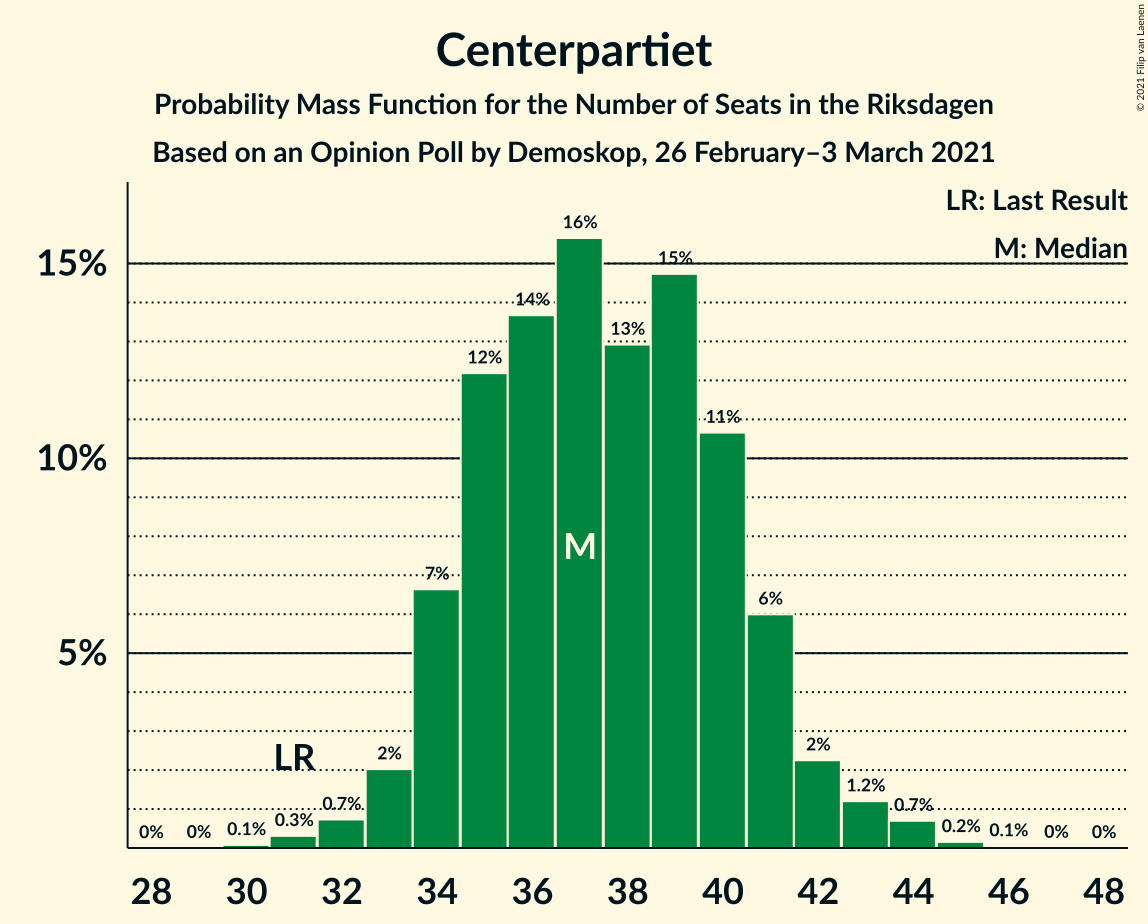 Centerpartiet
Probability Mass Function for the Number of Seats in the Riksdagen
Based on an Opinion Poll by Demoskop, 26 February–3 March 2021
© 2021 Filip van Laenen
LR: Last Result
M: Median
15%
10%
5%
0%
0%
0.1%
0.3%
0.7%
2%
7%
12%
14%
16%
13%
15%
11%
6%
2%
1.2%
0.7%
0.2%
0.1%
0%
0%
LR
M
28 30 32 34 36 38 40 42 44 46 48